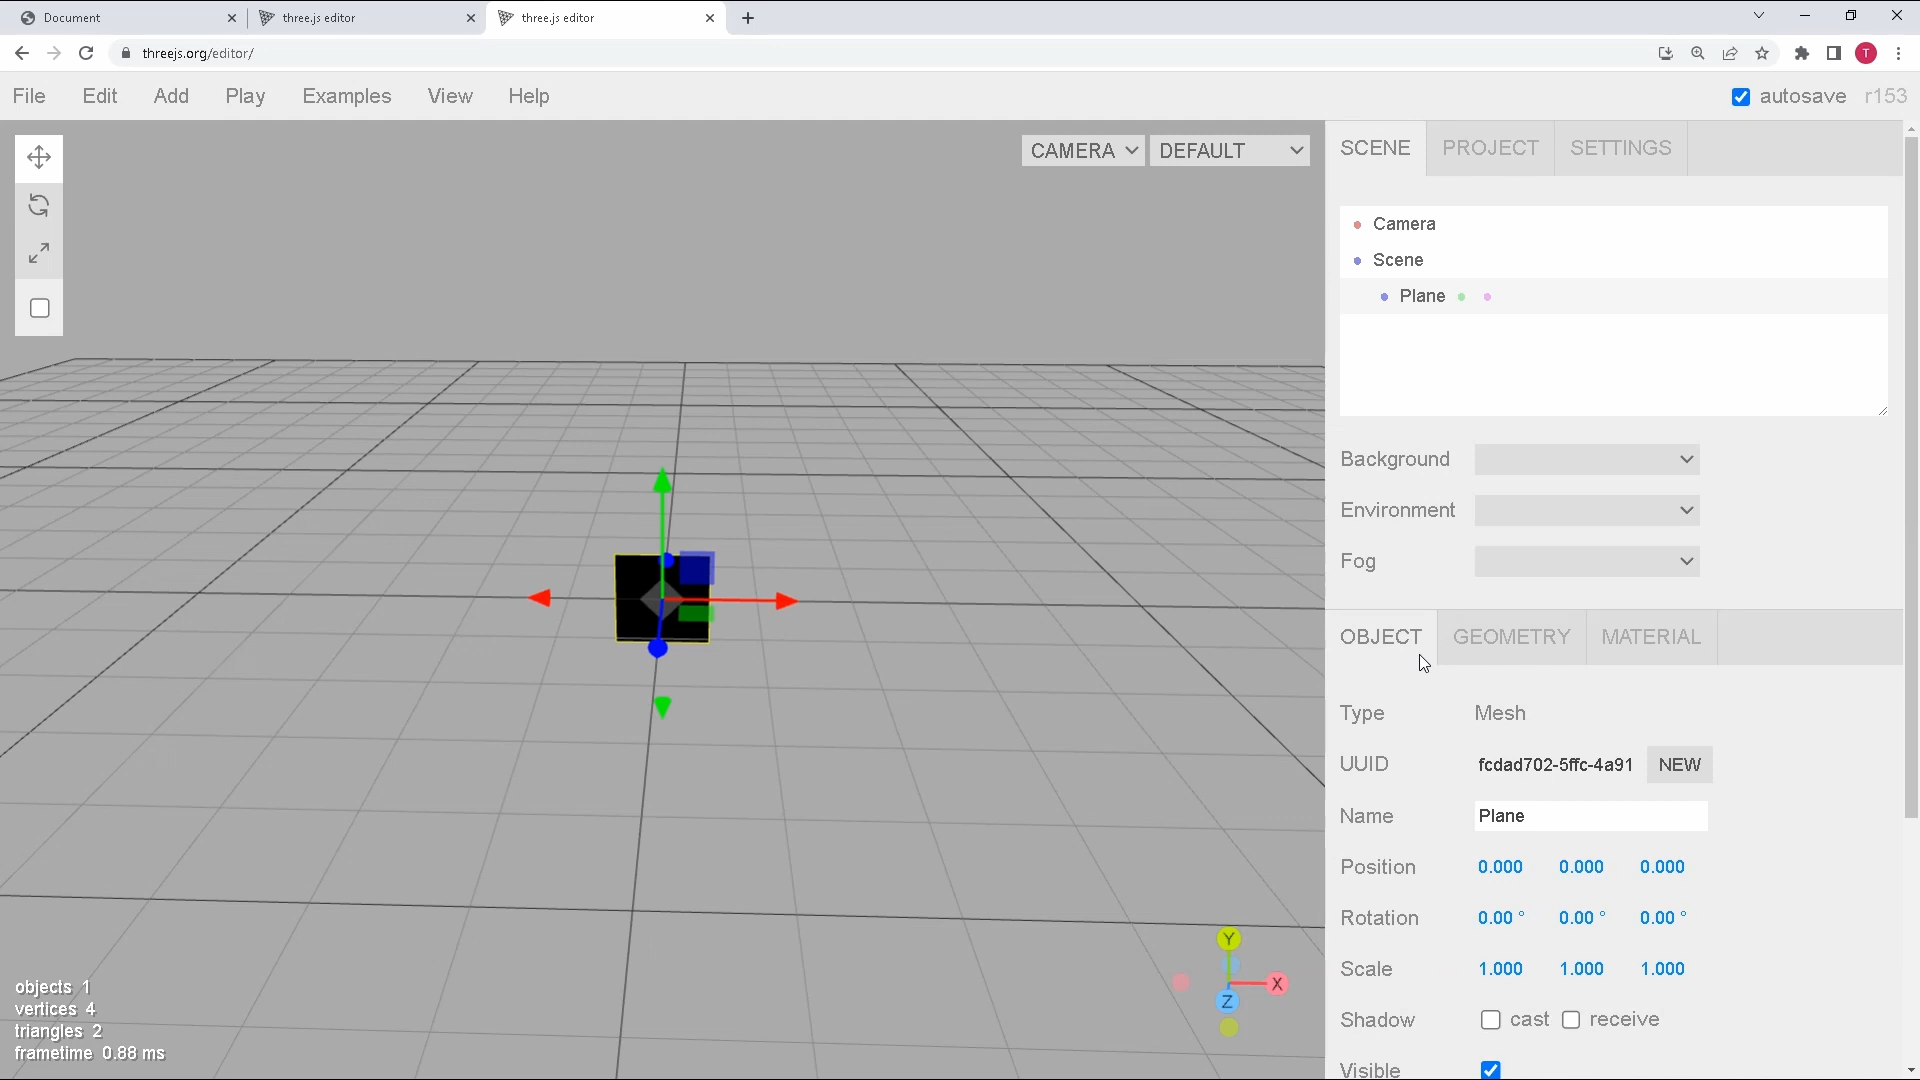 Document
three.js editor
three.js editor
threejs.org/editor/
T
File Edit Add Play Examples View Help
autosave r153
CAMERA DEFAULT
SCENE PROJECT SETTINGS
Camera
Scene
Plane
Background
Environment
Fog
OBJECT GEOMETRY MATERIAL
Type Mesh
UUID fcdad702-5ffc-4a91 NEW
Name Plane
Position 0.000 0.000 0.000
Rotation 0.00 ° 0.00 ° 0.00 °
Scale 1.000 1.000 1.000
Shadow cast receive
Visible
Y
X
Z
objects 1
vertices 4
triangles 2
frametime 0.88 ms